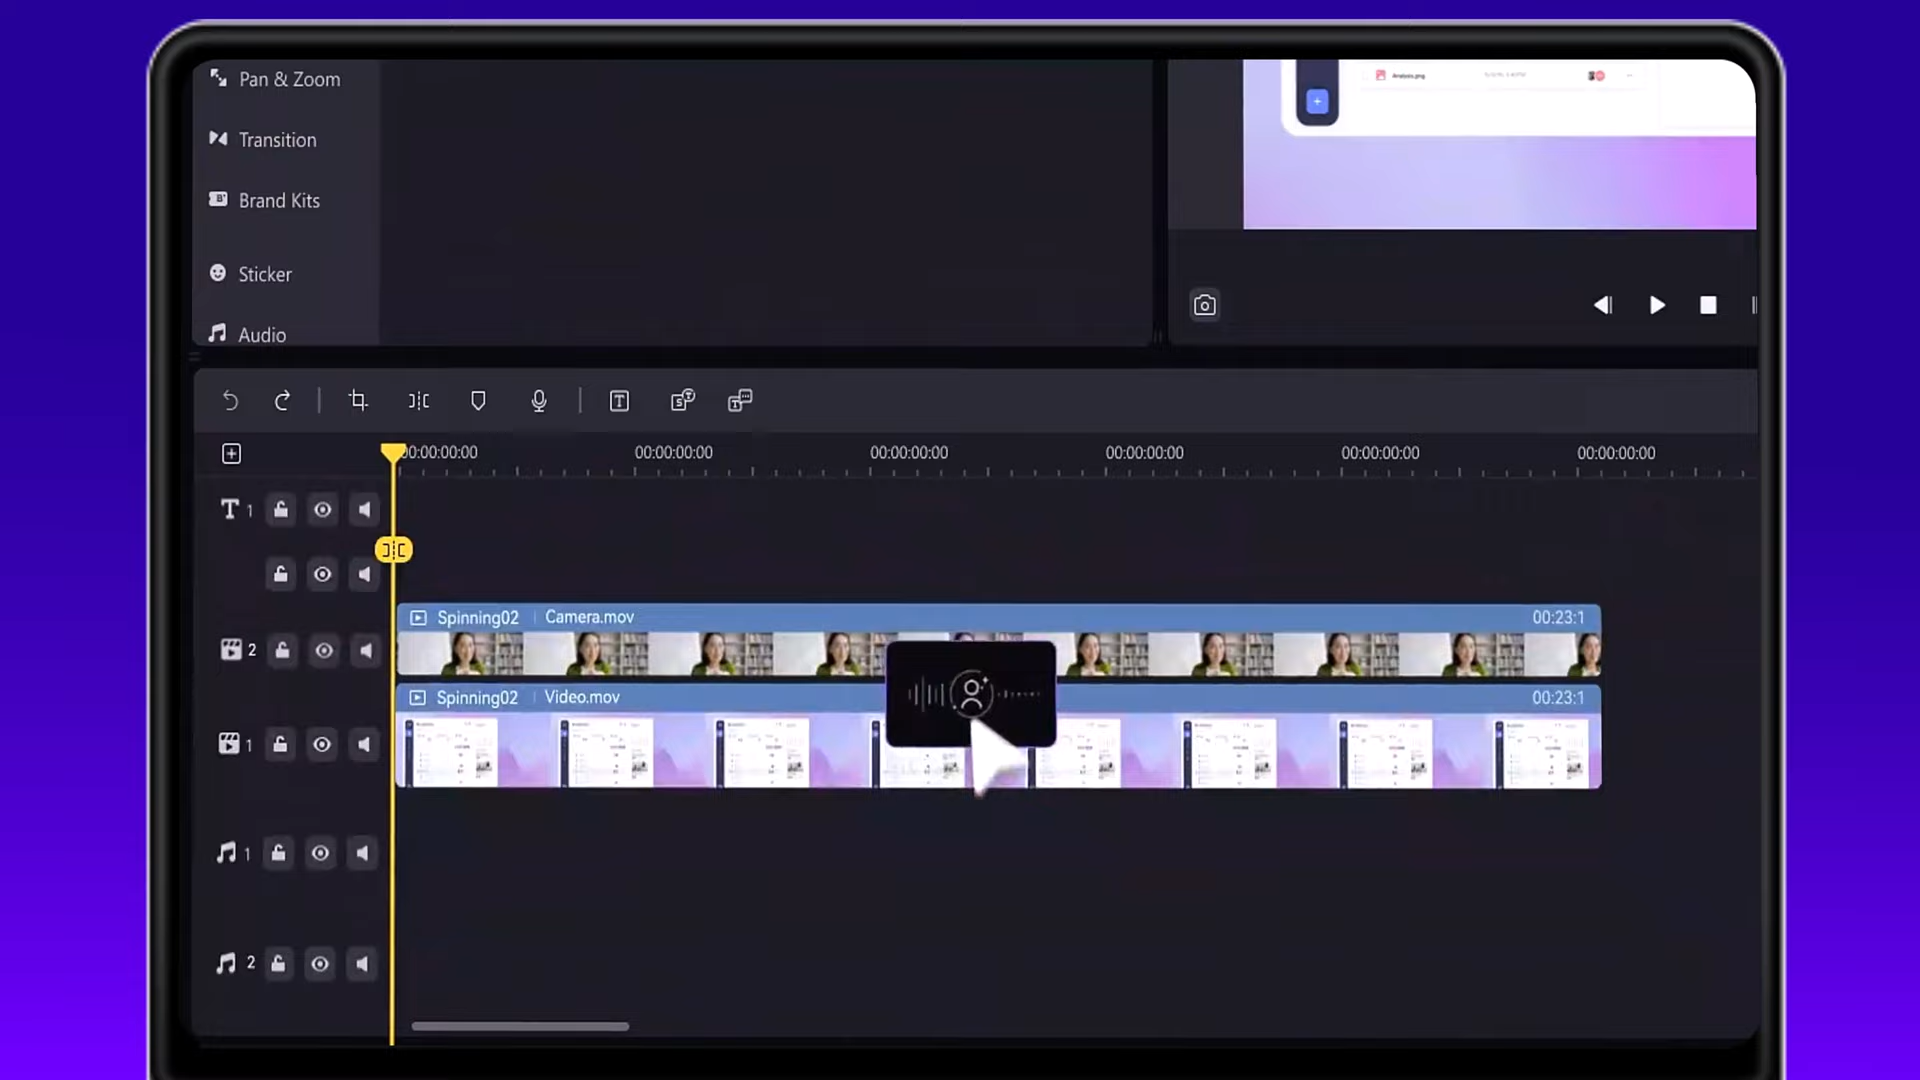 Pan & Zoom
Transition
Brand Kits
Sticker
Audio
Analysis.png
00:00:00:00 00:00:00:00 00:00:00:00 00:00:00:00 00:00:00:00 00:00:00:00
T 1
2
Spinning02 Camera.mov 00:23:1
1
Spinning02 Video.mov 00:23:1
1
2